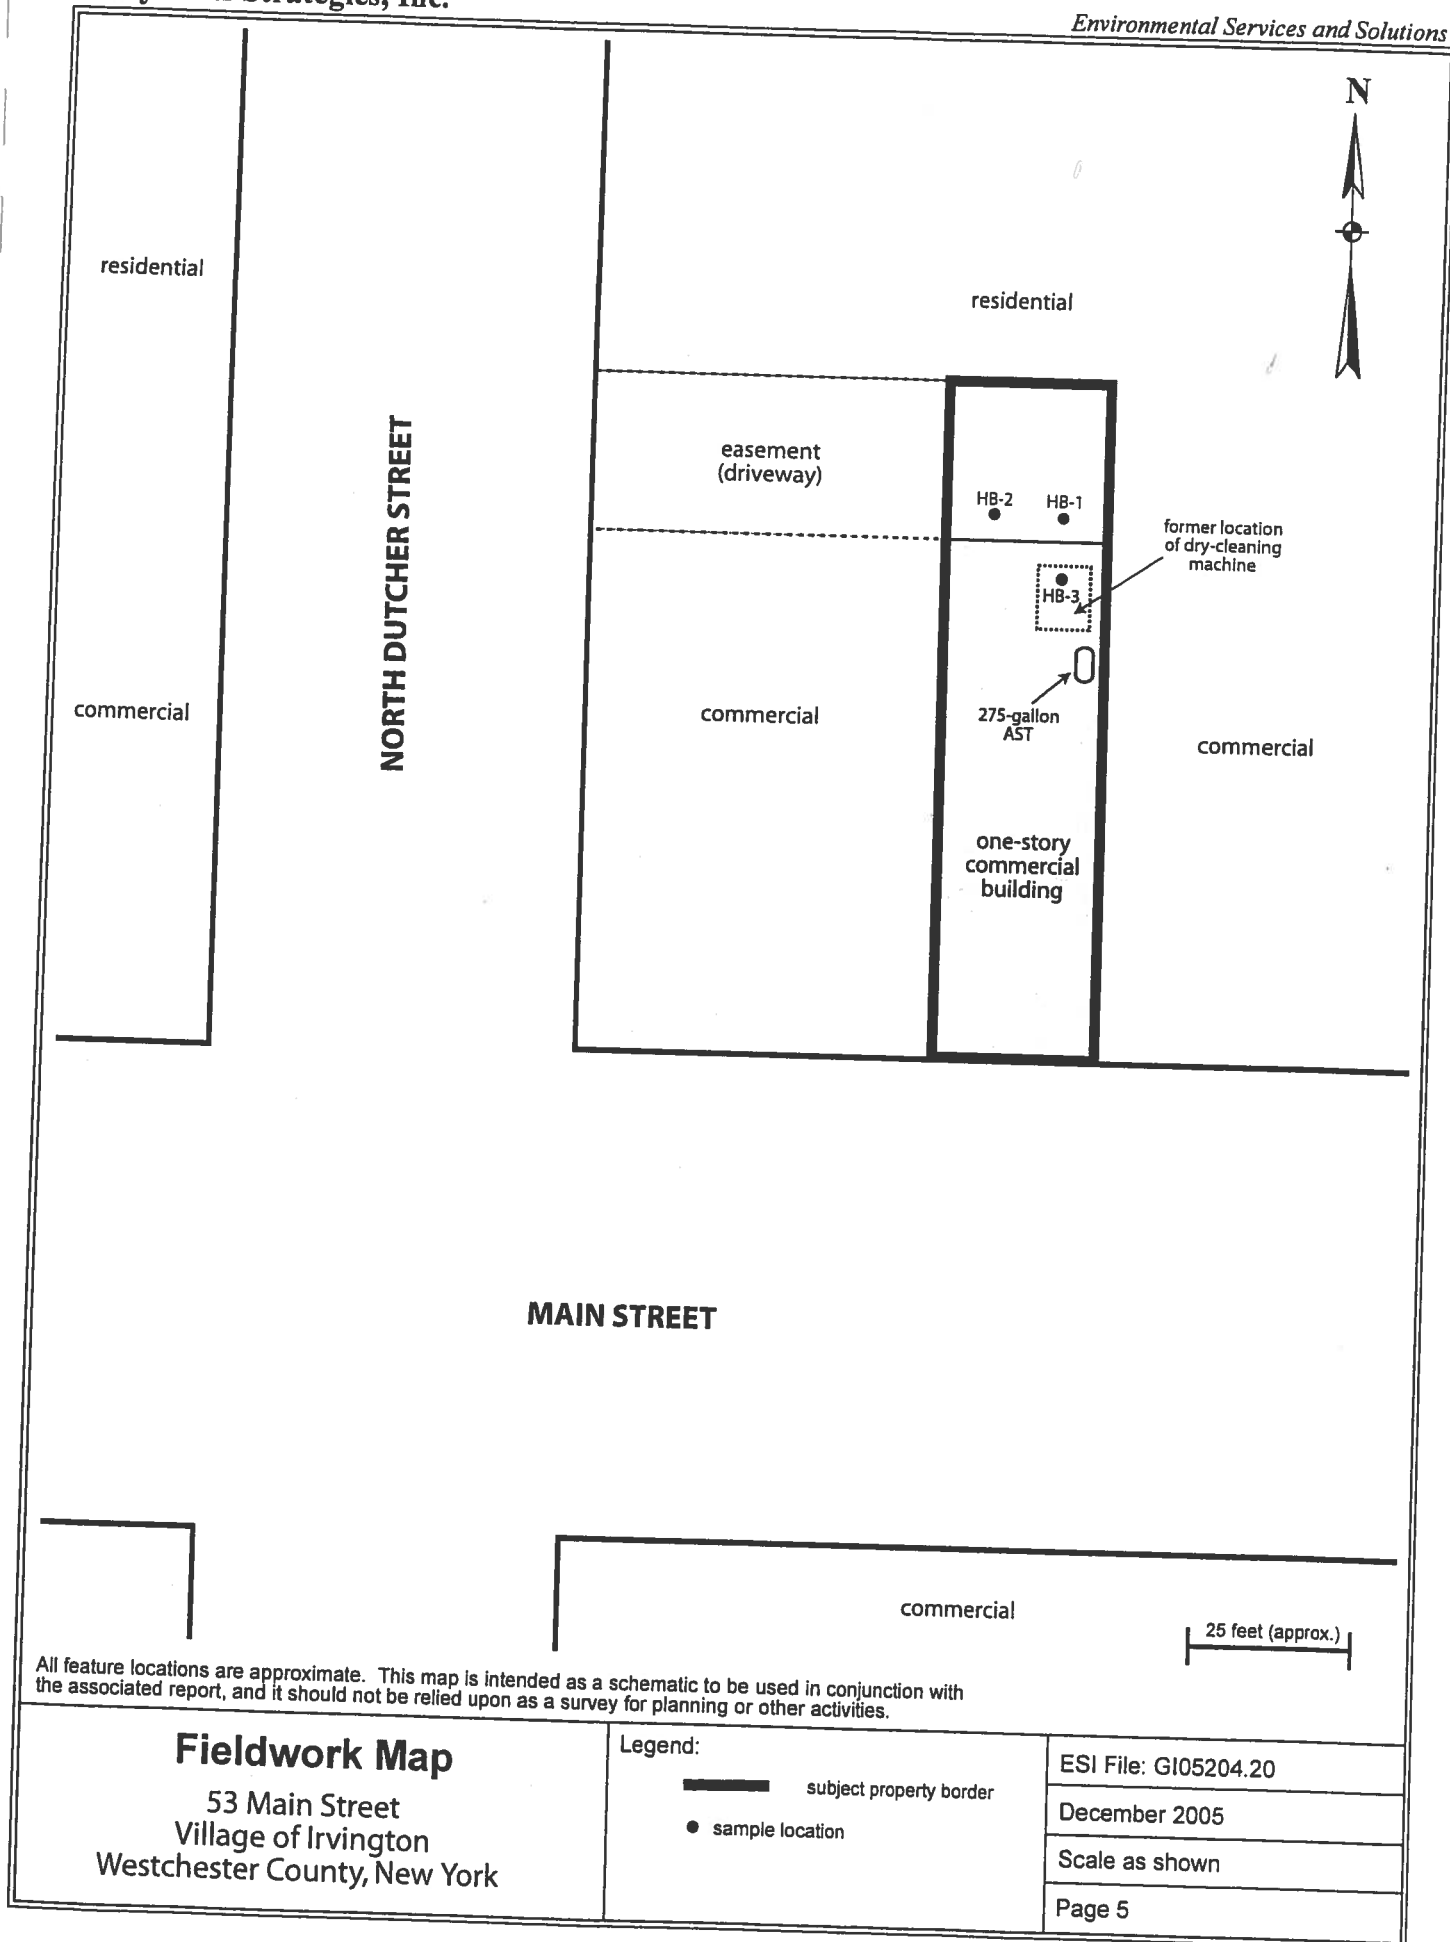 Strategies, Inc.
Environmental Services and Solutions
N
residential
residential
easement
(driveway)
HB-2
HB-1
former location
of dry-cleaning
machine
HB-3
NORTH DUTCHER STREET
275-gallon
AST
commercial
commercial
commercial
one-story
commercial
building
MAIN STREET
commercial
25 feet (approx.)
All feature locations are approximate. This map is intended as a schematic to be used in conjunction with
the associated report, and it should not be relied upon as a survey for planning or other activities.
Fieldwork Map
53 Main Street
Village of Irvington
Westchester County, New York
Legend:
subject property border
sample location
ESI File: GI05204.20
December 2005
Scale as shown
Page 5